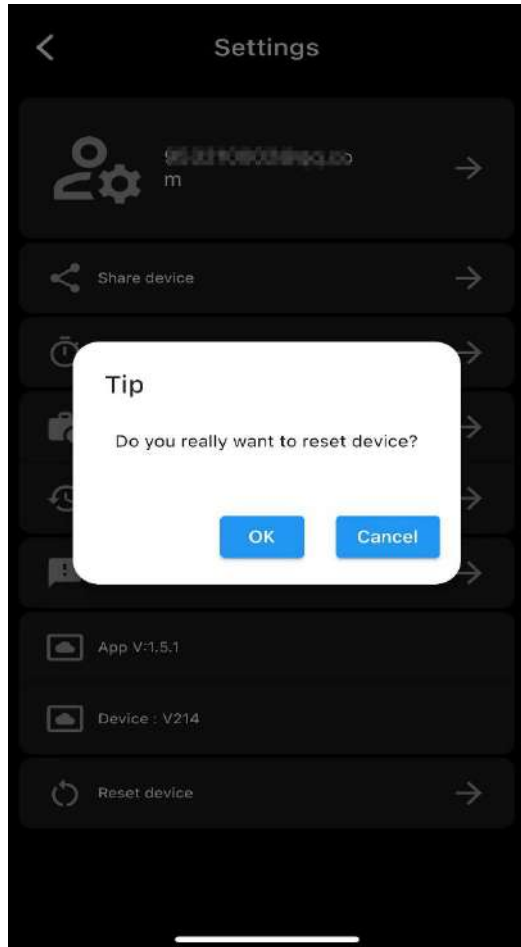 Settings
m
Share device
Tip
Do you really want to reset device?
OK
Cancel
App V:1.5.1
Device : V214
Reset device